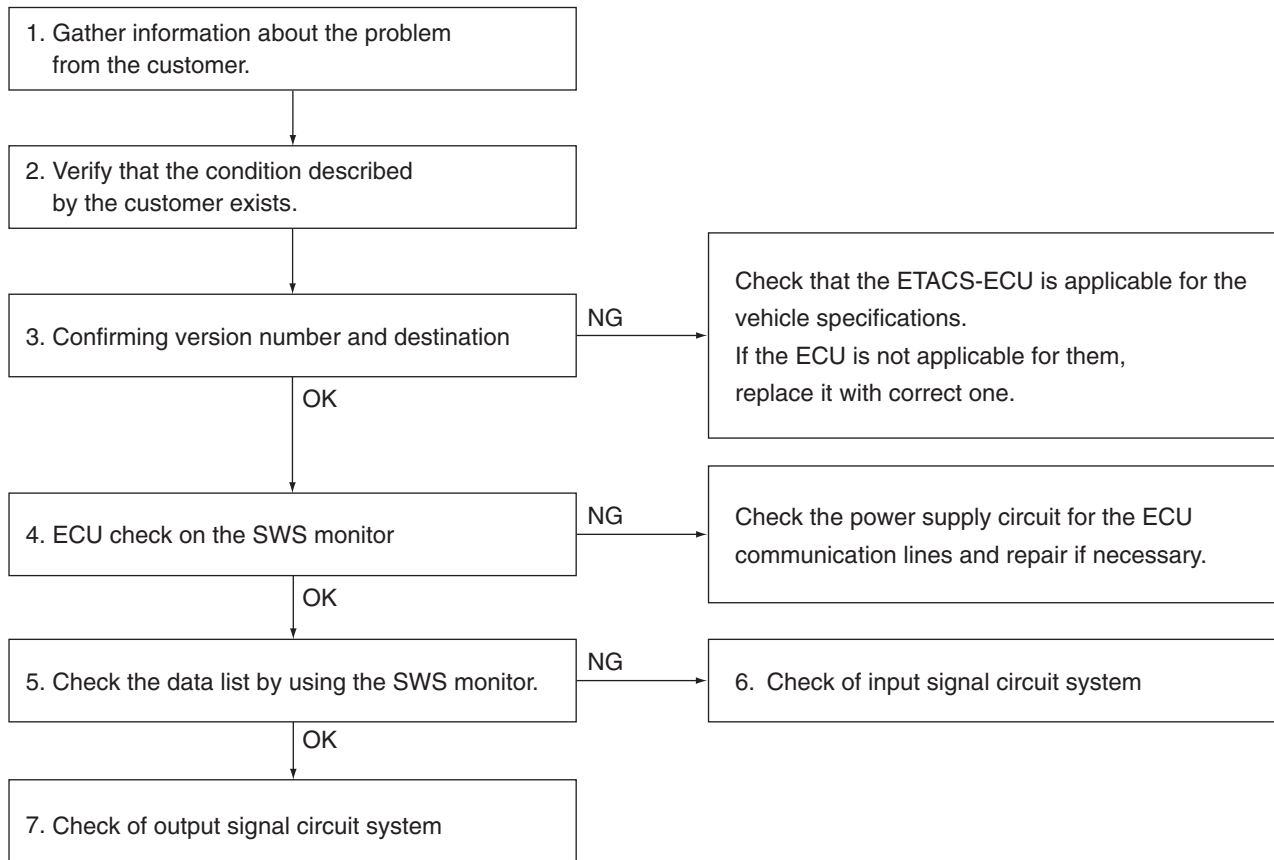 1. Gather information about the problem
from the customer.
2. Verify that the condition described
by the customer exists.
3. Confirming version number and destination
NG
Check that the ETACS-ECU is applicable for the
vehicle specifications.
If the ECU is not applicable for them,
replace it with correct one.
OK
4. ECU check on the SWS monitor
NG
Check the power supply circuit for the ECU
communication lines and repair if necessary.
OK
5. Check the data list by using the SWS monitor.
NG
6. Check of input signal circuit system
OK
7. Check of output signal circuit system